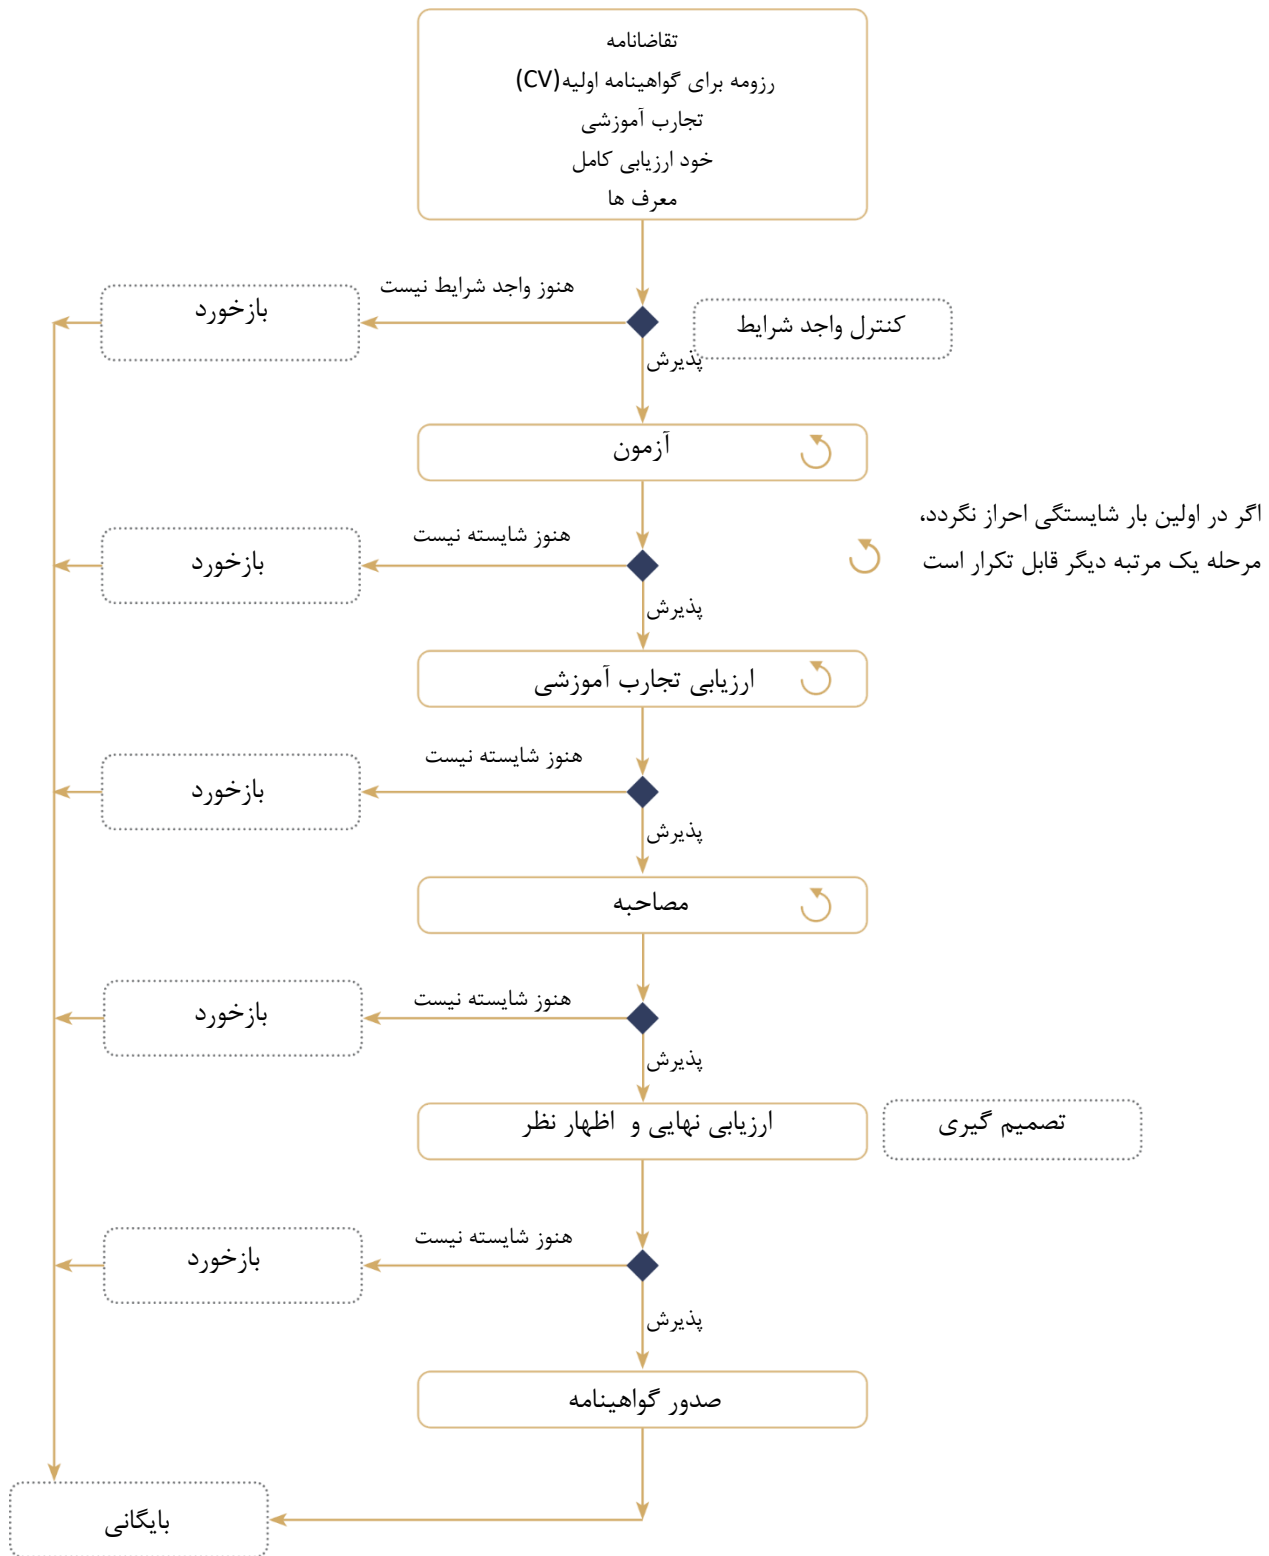 تقاضانامه
رزومه برای گواهینامه اولیه(CV)
تجارب آموزشی
خود ارزیابی کامل
معرف ها
هنوز واجد شرایط نیست
بازخورد
کنترل واجد شرایط
پذیرش
آزمون
اگر در اولین بار شایستگی احراز نگردد،
مرحله یک مرتبه دیگر قابل تکرار است
هنوز شایسته نیست
بازخورد
پذیرش
ارزیابی تجارب آموزشی
هنوز شایسته نیست
بازخورد
پذیرش
مصاحبه
هنوز شایسته نیست
بازخورد
پذیرش
ارزیابی نهایی و اظهار نظر
تصمیم گیری
هنوز شایسته نیست
بازخورد
پذیرش
صدور گواهینامه
بایگانی